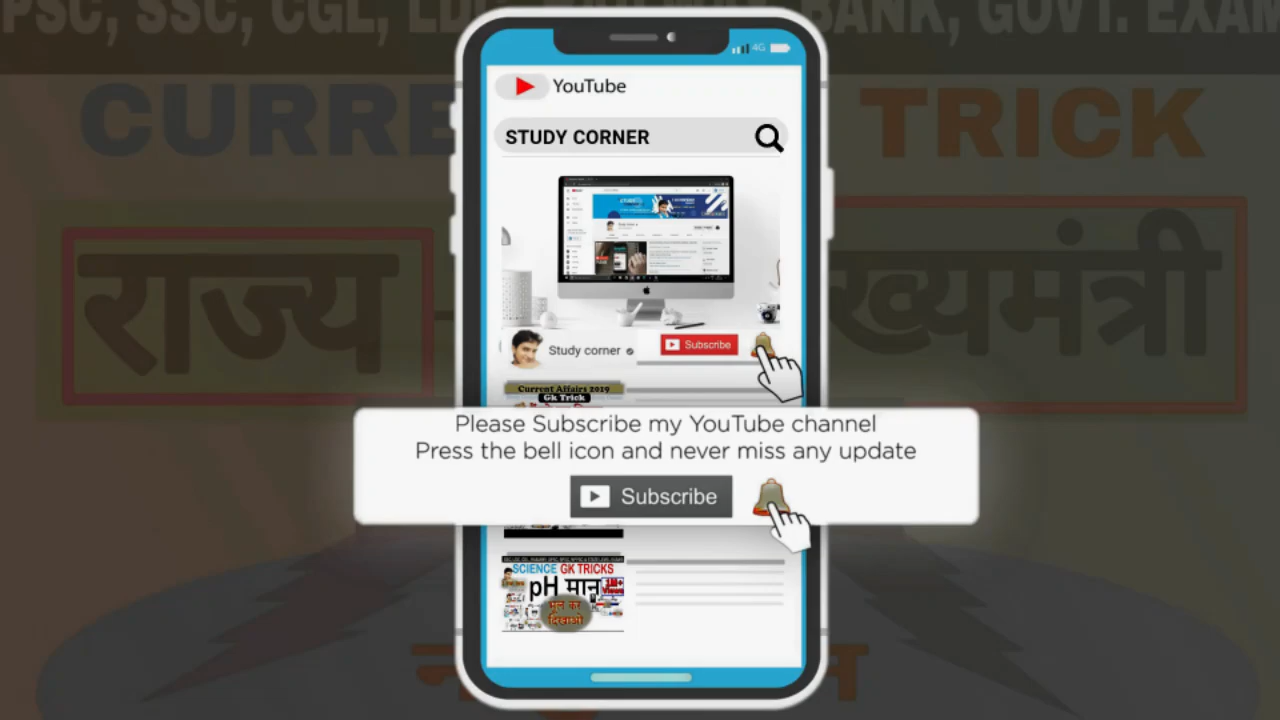 PSC, SSC, CGL, LD
BANK, GOVT. EXAM
4G
YouTube
CURRE
TRICK
STUDY CORNER
राज्य
ख्यमंत्री
Study corner
Subscribe
Current Affairs 2019
Gk Trick
Please Subscribe my YouTube channel
Press the bell icon and never miss any update
Subscribe
SCIENCE GK TRICKS
pH मान